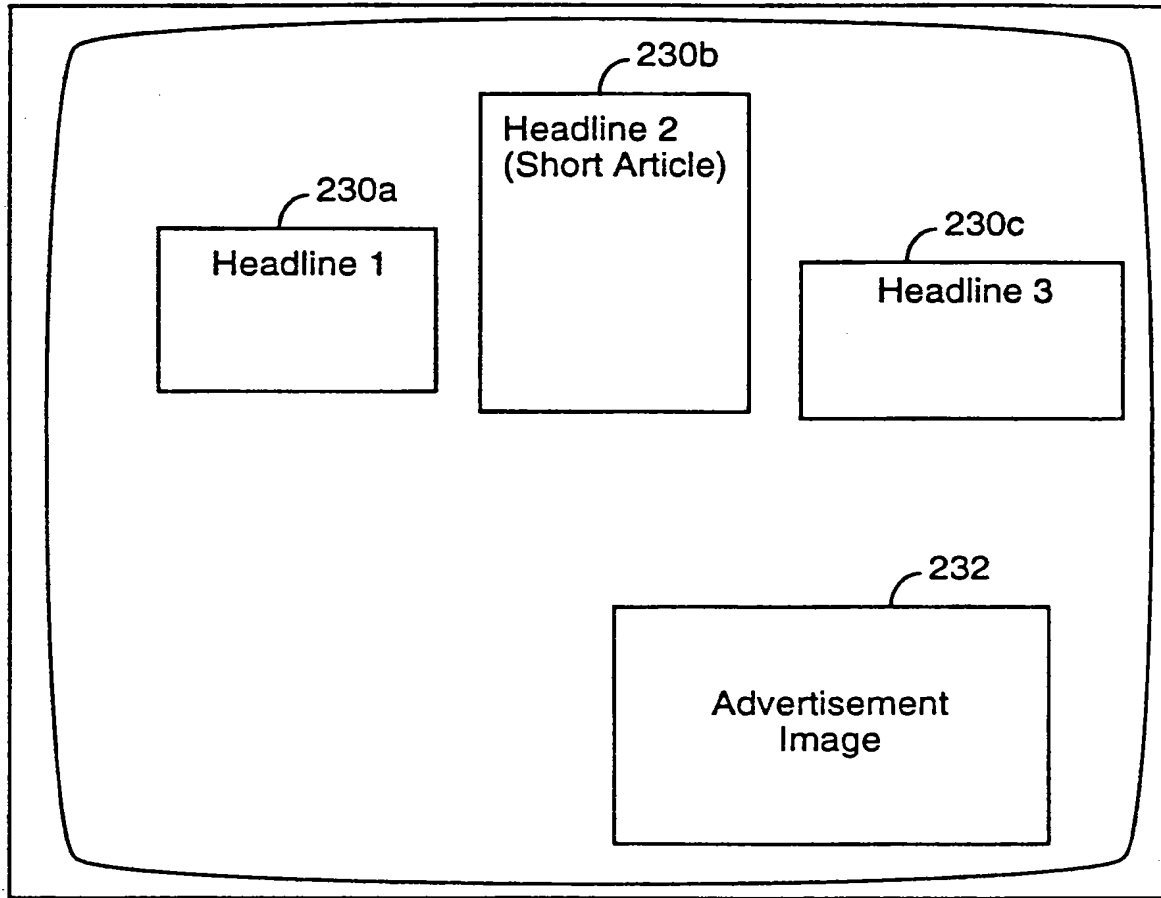 230b
Headline 2
(Short Article)
230a
Headline 1
230c
Headline 3
232
Advertisement
Image